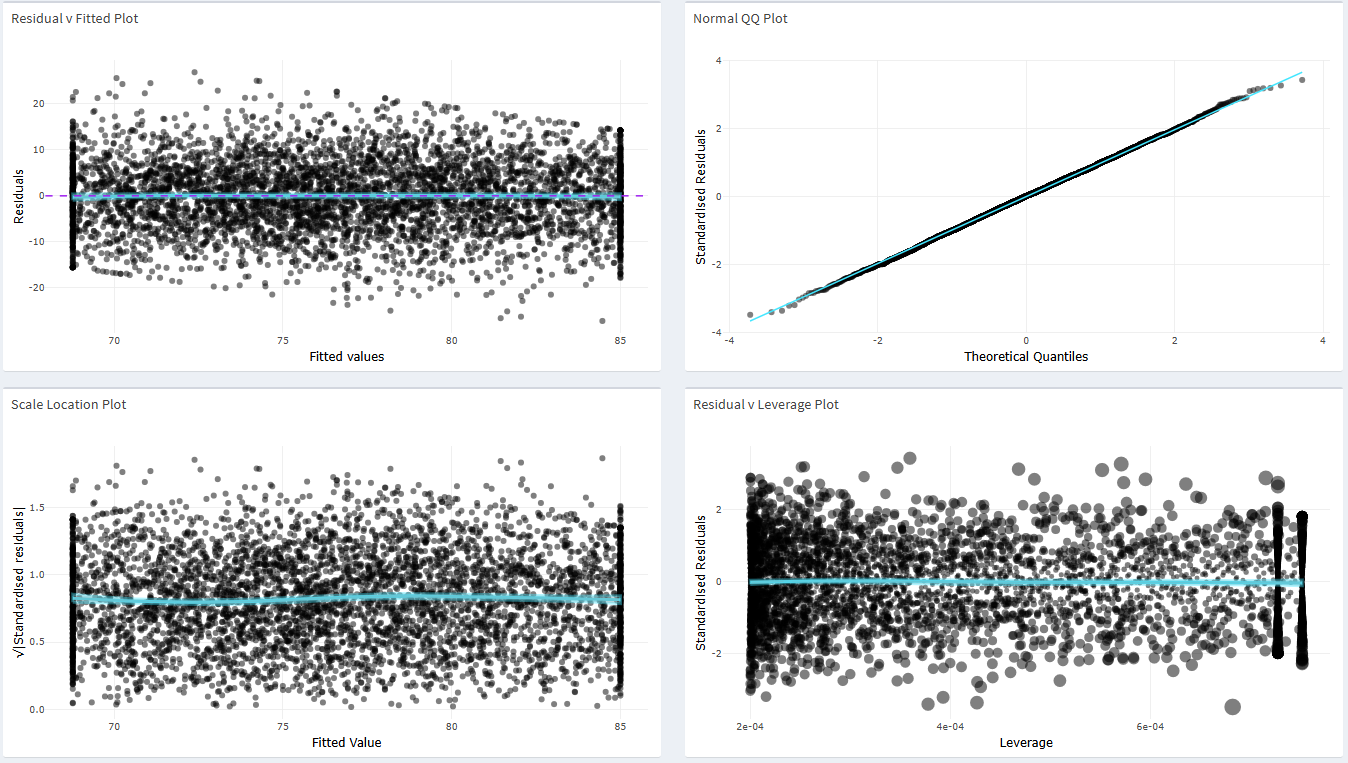 Residual v Fitted Plot
Residuals
20
10
0
-10
-20
70
75
80
85
Fitted values
Normal QQ Plot
Standardised Residuals
4
2
0
-2
-4
-4
-2
0
2
4
Theoretical Quantiles
Scale Location Plot
√|Standardised residuals|
1.5
1.0
0.5
0.0
70
75
80
85
Fitted Value
Residual v Leverage Plot
Standardised Residuals
2
0
-2
2e-04
4e-04
6e-04
Leverage